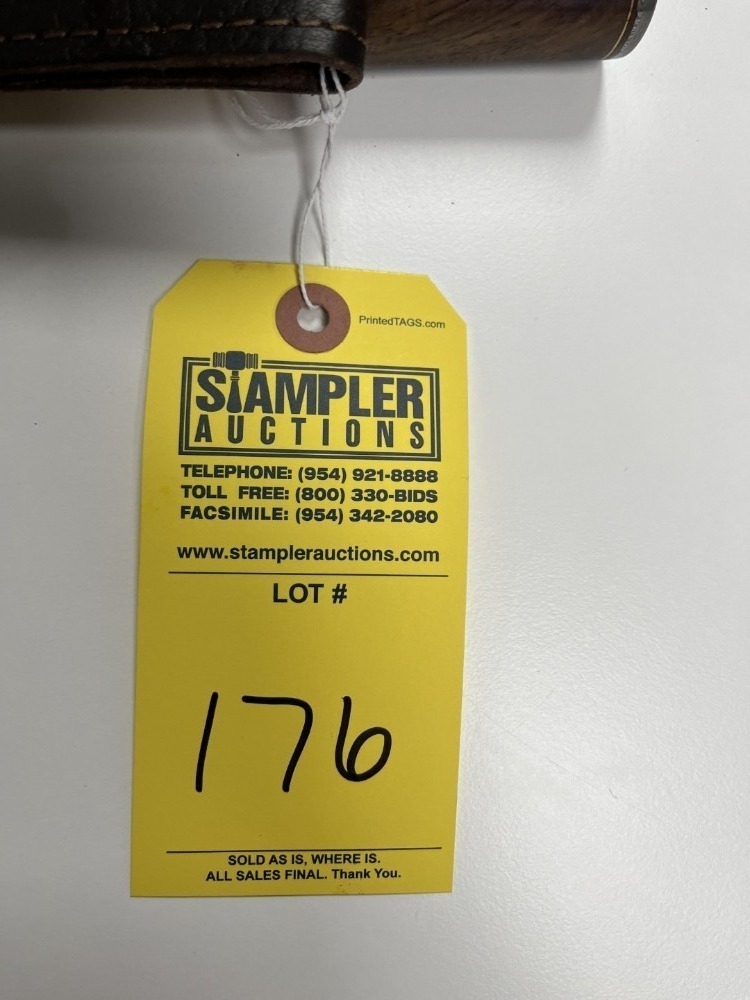 PrintedTAGS.com
STAMPLER
AUCTIONS
TELEPHONE: (954) 921-8888
TOLL FREE: (800) 330-BIDS
FACSIMILE: (954) 342-2080
www.stamplerauctions.com
LOT #
176
SOLD AS IS, WHERE IS.
ALL SALES FINAL. Thank You.